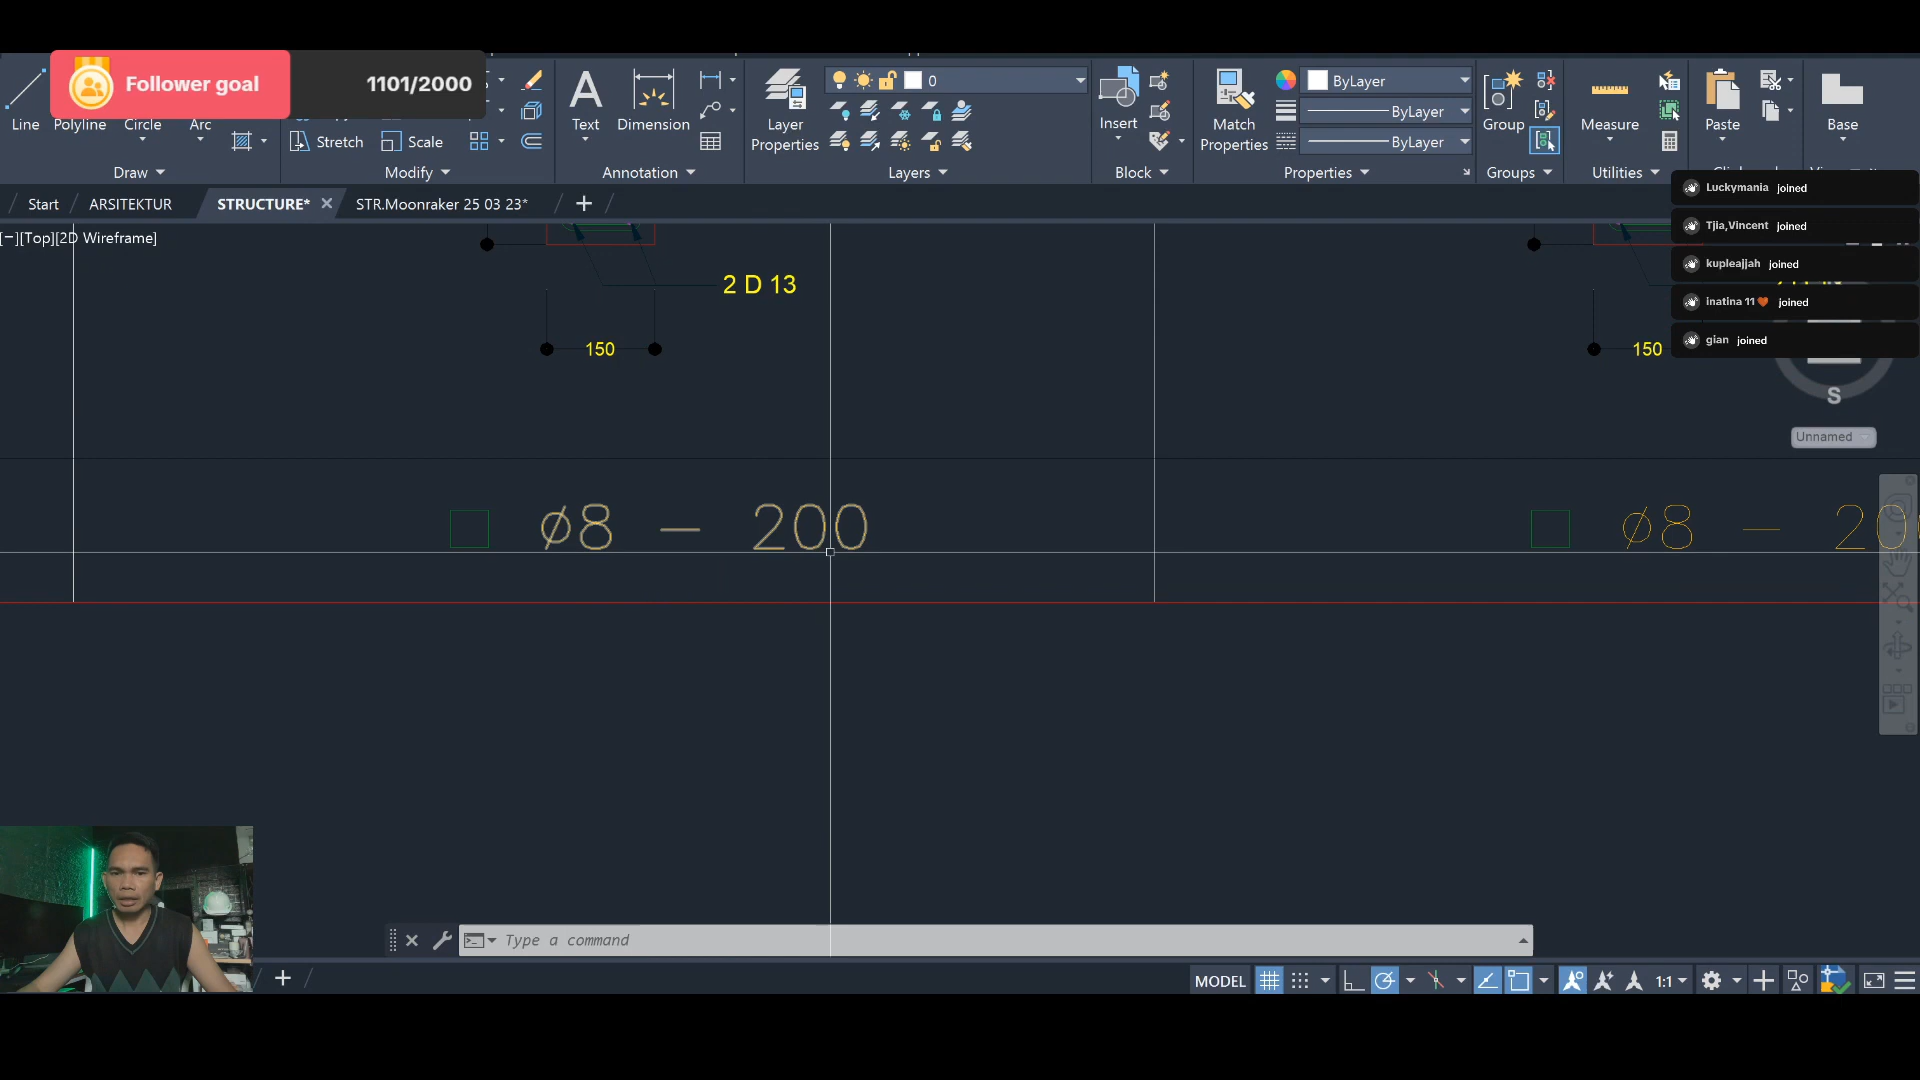 Follower goal 1101/2000
0
ByLayer
ByLayer
ByLayer
Line Polyline Circle Arc
Stretch Scale
Text Dimension
Layer Properties
Insert
Match Properties
Group
Measure
Paste
Base
Draw Modify Annotation Layers Block Properties Groups Utilities
Start ARSITEKTUR STRUCTURE* STR.Moonraker 25 03 23*
Luckymania joined
Tjia,Vincent joined
kupleajjah joined
inatina 11❤️ joined
gian joined
[−][Top][2D Wireframe]
2 D 13
150
150
S
Unnamed
ø8 – 200
ø8 – 200
Type a command
MODEL
1:1